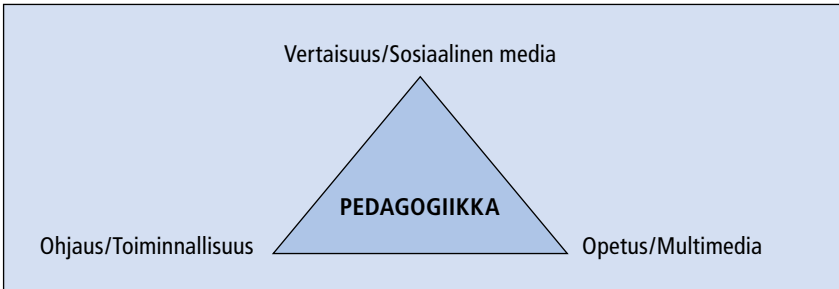 Vertaisuus/Sosiaalinen media
PEDAGOGIIKKA
Ohjaus/Toiminnallisuus
Opetus/Multimedia